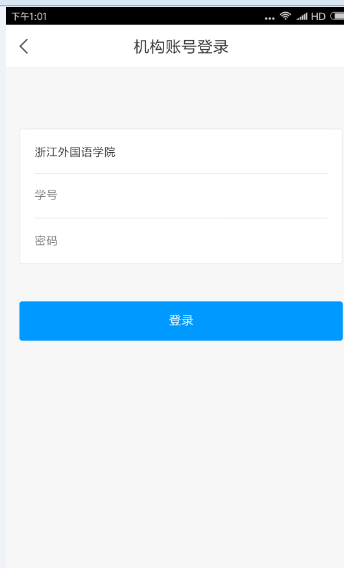 下午1:01 ... HD
机构账号登录
浙江外国语学院
学号
密码
登录